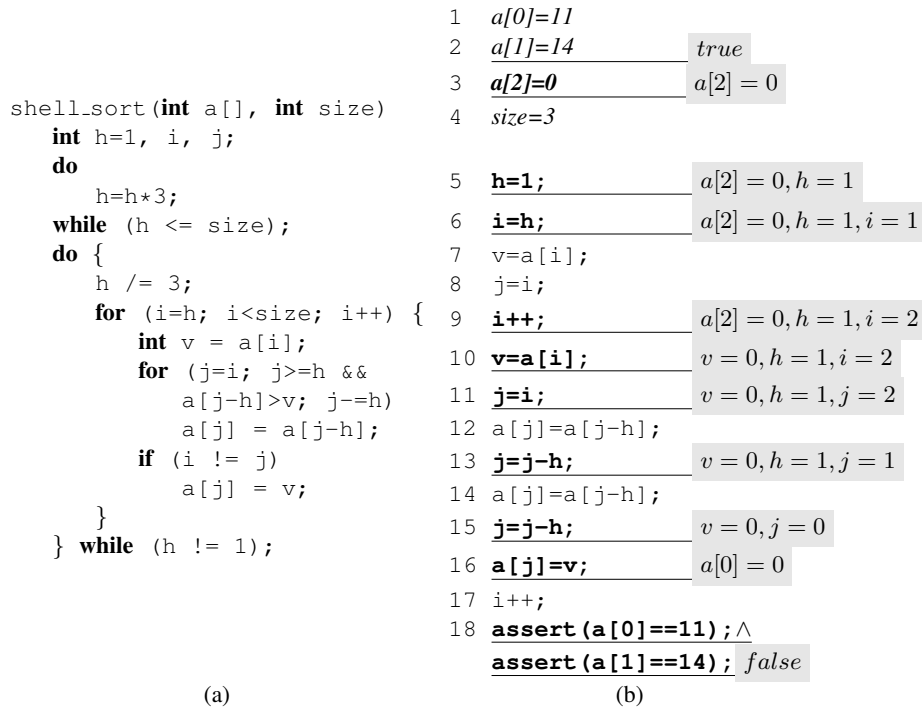 shell_sort(int a[], int size)
int h=1, i, j;
do
h=h*3;
while (h <= size);
do {
h /= 3;
for (i=h; i<size; i++) {
int v = a[i];
for (j=i; j>=h &&
a[j-h]>v; j-=h)
a[j] = a[j-h];
if (i != j)
a[j] = v;
}
} while (h != 1);
(a)
1 a[0]=11
2 a[1]=14 true
3 a[2]=0 a[2] = 0
4 size=3
5 h=1; a[2] = 0, h = 1
6 i=h; a[2] = 0, h = 1, i = 1
7 v=a[i];
8 j=i;
9 i++; a[2] = 0, h = 1, i = 2
10 v=a[i]; v = 0, h = 1, i = 2
11 j=i; v = 0, h = 1, j = 2
12 a[j]=a[j-h];
13 j=j-h; v = 0, h = 1, j = 1
14 a[j]=a[j-h];
15 j=j-h; v = 0, j = 0
16 a[j]=v; a[0] = 0
17 i++;
18 assert(a[0]==11);∧
assert(a[1]==14); false
(b)